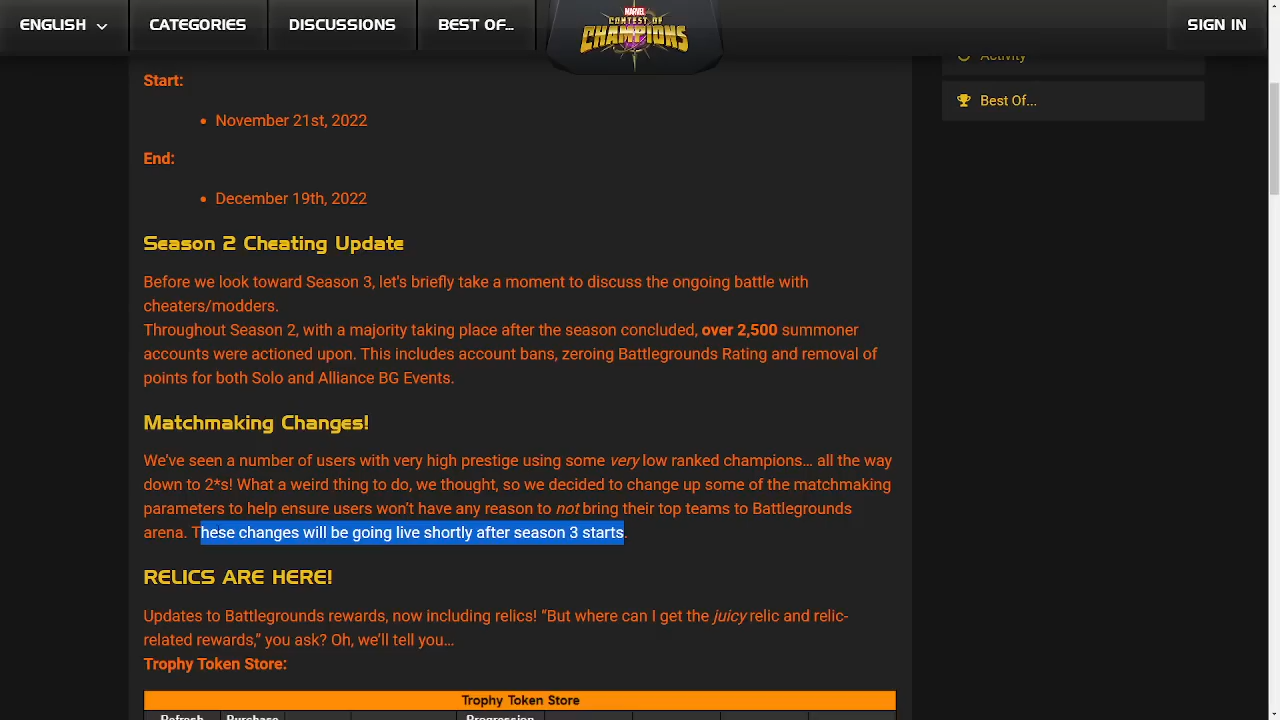 ENGLISH
CATEGORIES
DISCUSSIONS
BEST OF...
MARVEL
CONTEST OF
CHAMPIONS
SIGN IN
Activity
Best Of...
Start:
• November 21st, 2022
End:
• December 19th, 2022
Season 2 Cheating Update
Before we look toward Season 3, let's briefly take a moment to discuss the ongoing battle with
cheaters/modders.
Throughout Season 2, with a majority taking place after the season concluded, over 2,500 summoner
accounts were actioned upon. This includes account bans, zeroing Battlegrounds Rating and removal of
points for both Solo and Alliance BG Events.
Matchmaking Changes!
We've seen a number of users with very high prestige using some very low ranked champions… all the way
down to 2*s! What a weird thing to do, we thought, so we decided to change up some of the matchmaking
parameters to help ensure users won't have any reason to not bring their top teams to Battlegrounds
arena. These changes will be going live shortly after season 3 starts.
RELICS ARE HERE!
Updates to Battlegrounds rewards, now including relics! "But where can I get the juicy relic and relic-
related rewards," you ask? Oh, we'll tell you…
Trophy Token Store:
Trophy Token Store
Refresh
Purchase
Progression